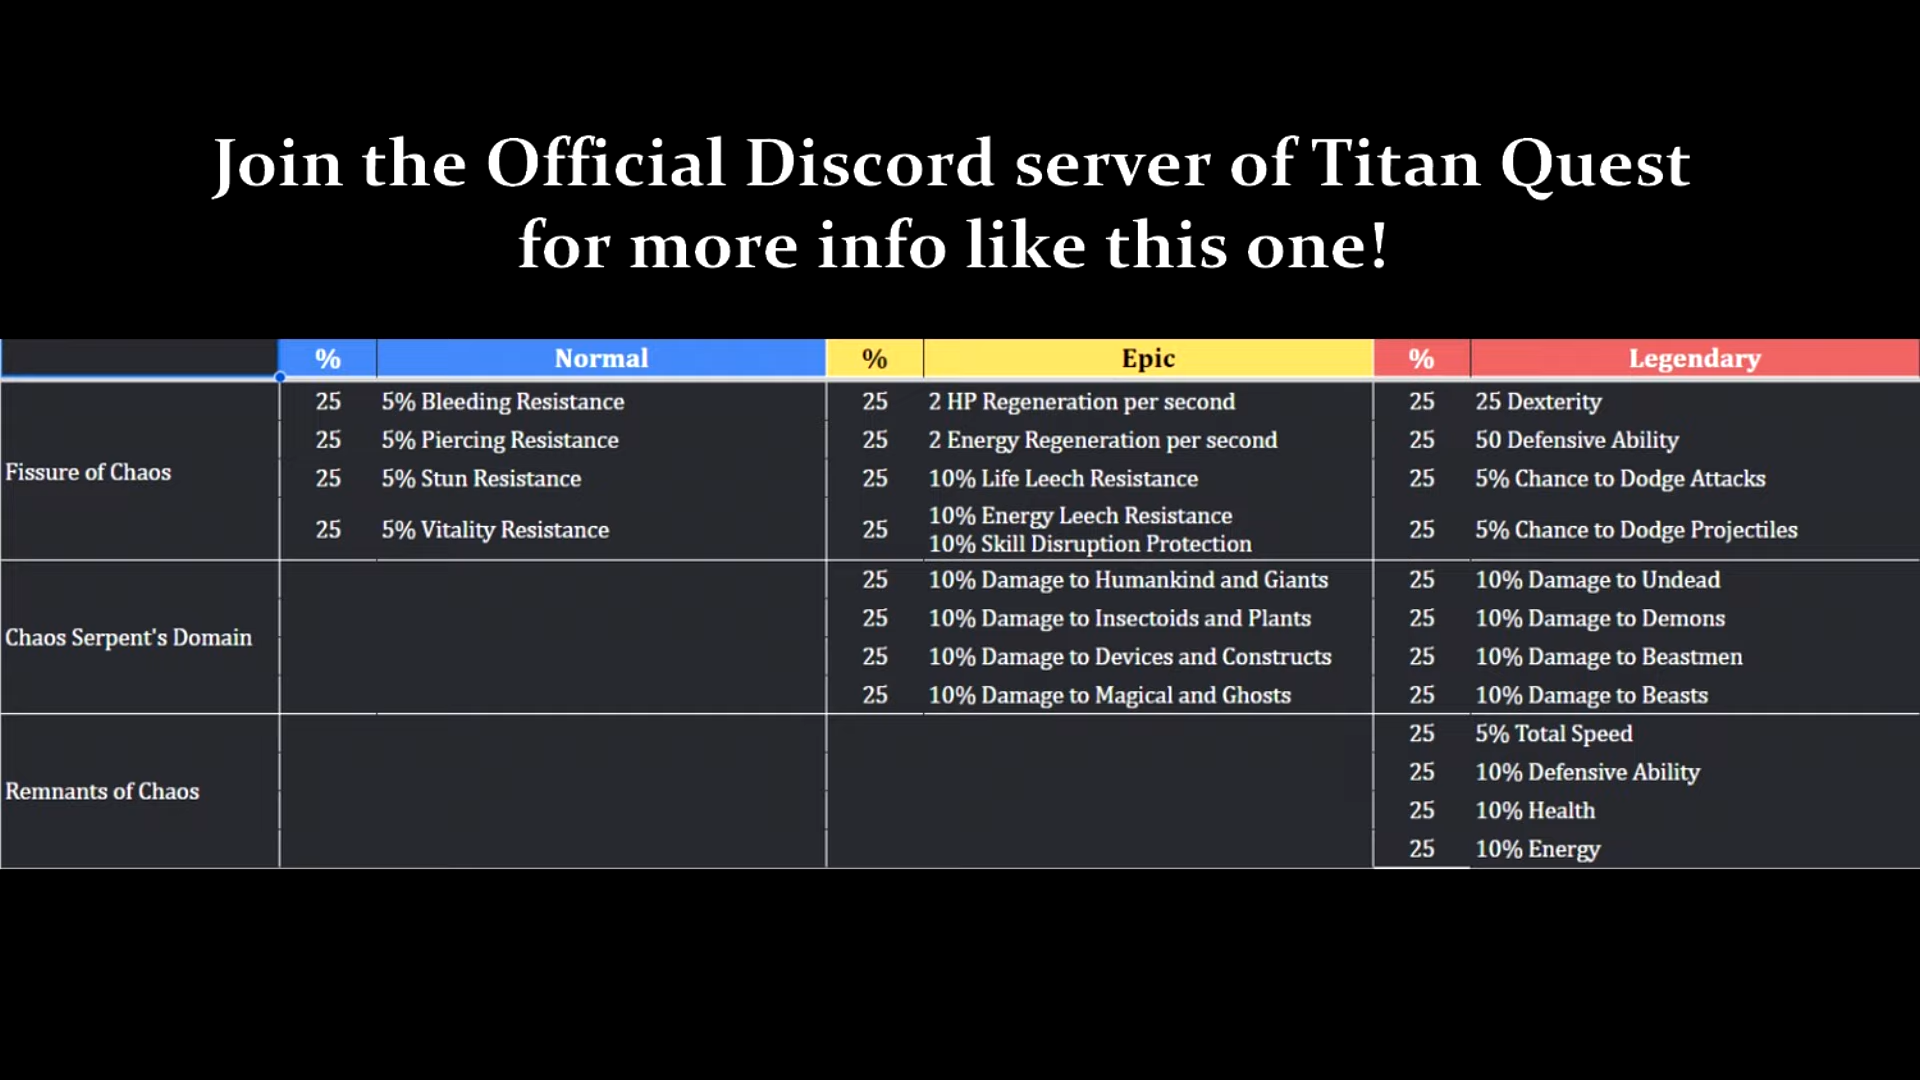 Join the Official Discord server of Titan Quest
for more info like this one!
% Normal % Epic % Legendary
Fissure of Chaos
25 5% Bleeding Resistance 25 2 HP Regeneration per second 25 25 Dexterity
25 5% Piercing Resistance 25 2 Energy Regeneration per second 25 50 Defensive Ability
25 5% Stun Resistance 25 10% Life Leech Resistance 25 5% Chance to Dodge Attacks
25 5% Vitality Resistance 25 10% Energy Leech Resistance
10% Skill Disruption Protection 25 5% Chance to Dodge Projectiles
Chaos Serpent's Domain
25 10% Damage to Humankind and Giants 25 10% Damage to Undead
25 10% Damage to Insectoids and Plants 25 10% Damage to Demons
25 10% Damage to Devices and Constructs 25 10% Damage to Beastmen
25 10% Damage to Magical and Ghosts 25 10% Damage to Beasts
Remnants of Chaos
25 5% Total Speed
25 10% Defensive Ability
25 10% Health
25 10% Energy